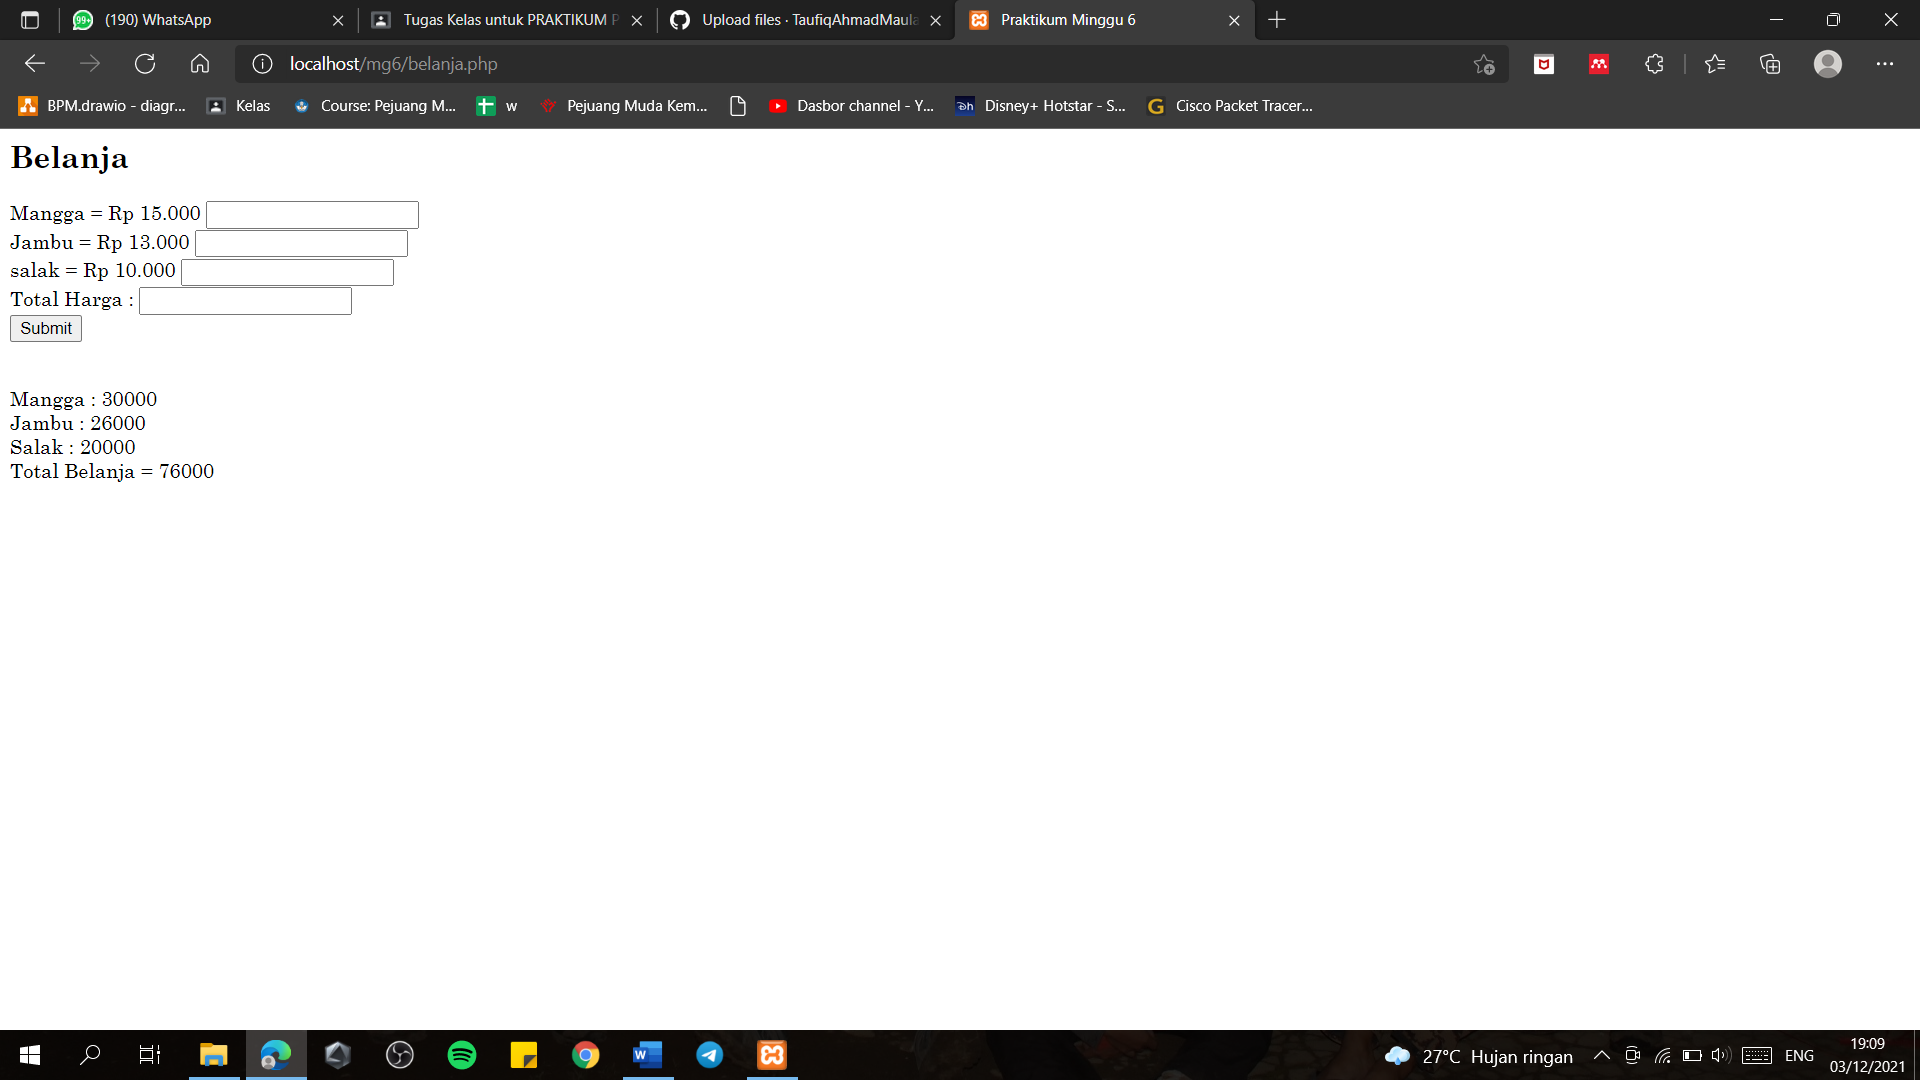 (190) WhatsApp
Tugas Kelas untuk PRAKTIKUM P
Upload files · TaufiqAhmadMaula
Praktikum Minggu 6
localhost/mg6/belanja.php
BPM.drawio - diagr...
Kelas
Course: Pejuang M...
w
Pejuang Muda Kem...
Dasbor channel - Y...
Disney+ Hotstar - S...
Cisco Packet Tracer...
Belanja
Mangga = Rp 15.000
Jambu = Rp 13.000
salak = Rp 10.000
Total Harga :
Submit
Mangga : 30000
Jambu : 26000
Salak : 20000
Total Belanja = 76000
27°C Hujan ringan
ENG
19:09
03/12/2021